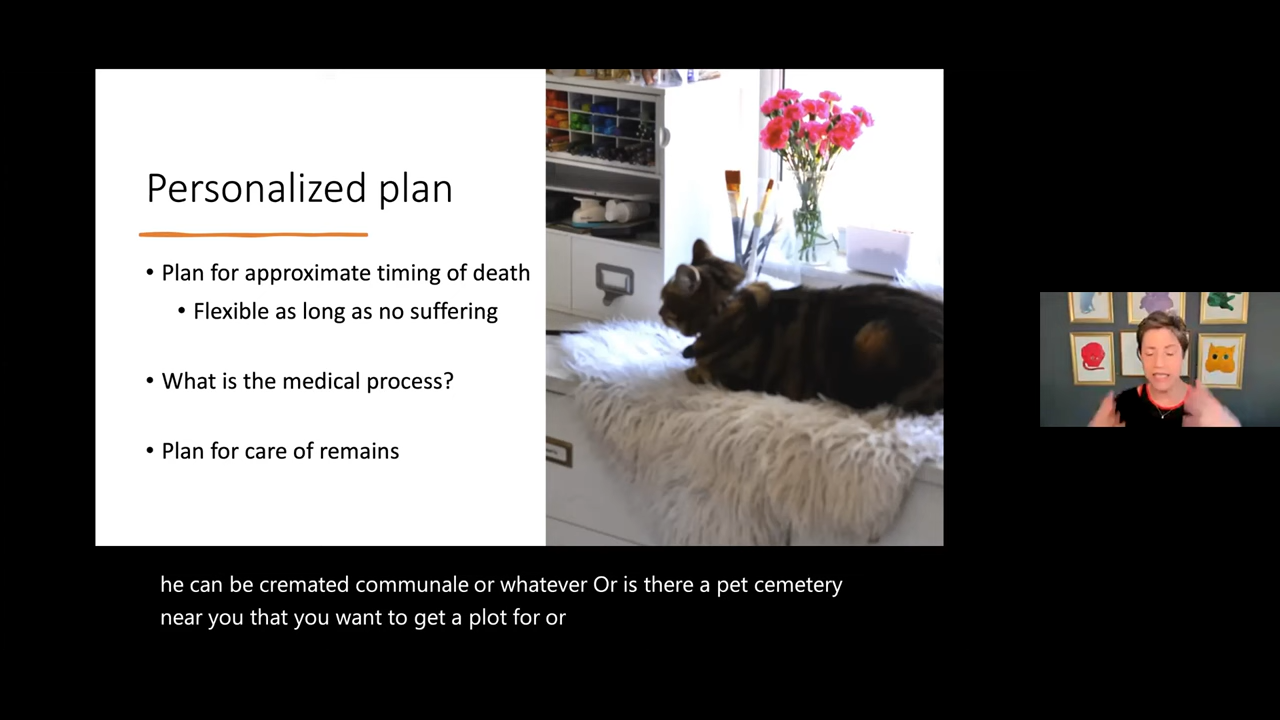 Personalized plan
• Plan for approximate timing of death
• Flexible as long as no suffering
• What is the medical process?
• Plan for care of remains
he can be cremated communale or whatever Or is there a pet cemetery
near you that you want to get a plot for or